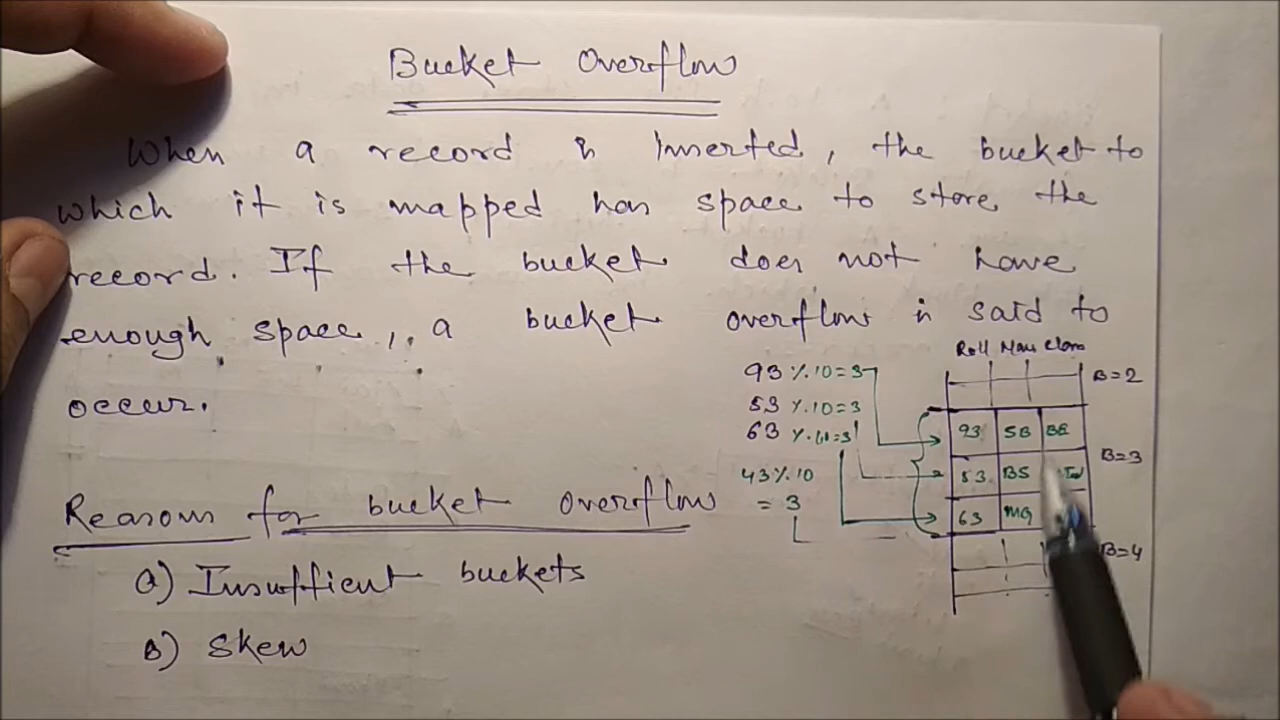 Bucket Overflow
When a record is inserted, the bucket to
which it is mapped has space to store the
record. If the bucket does not have
enough space, a bucket overflow is said to
occur.
Roll Name Class
B=2
93 % 10 = 3
53 % 10 = 3
63 % 10 = 3
93 SB BE
B=3
43 % 10
= 3
53 BS
63 MG
B=4
Reasons for bucket overflow
a) Insufficient buckets
B) Skew